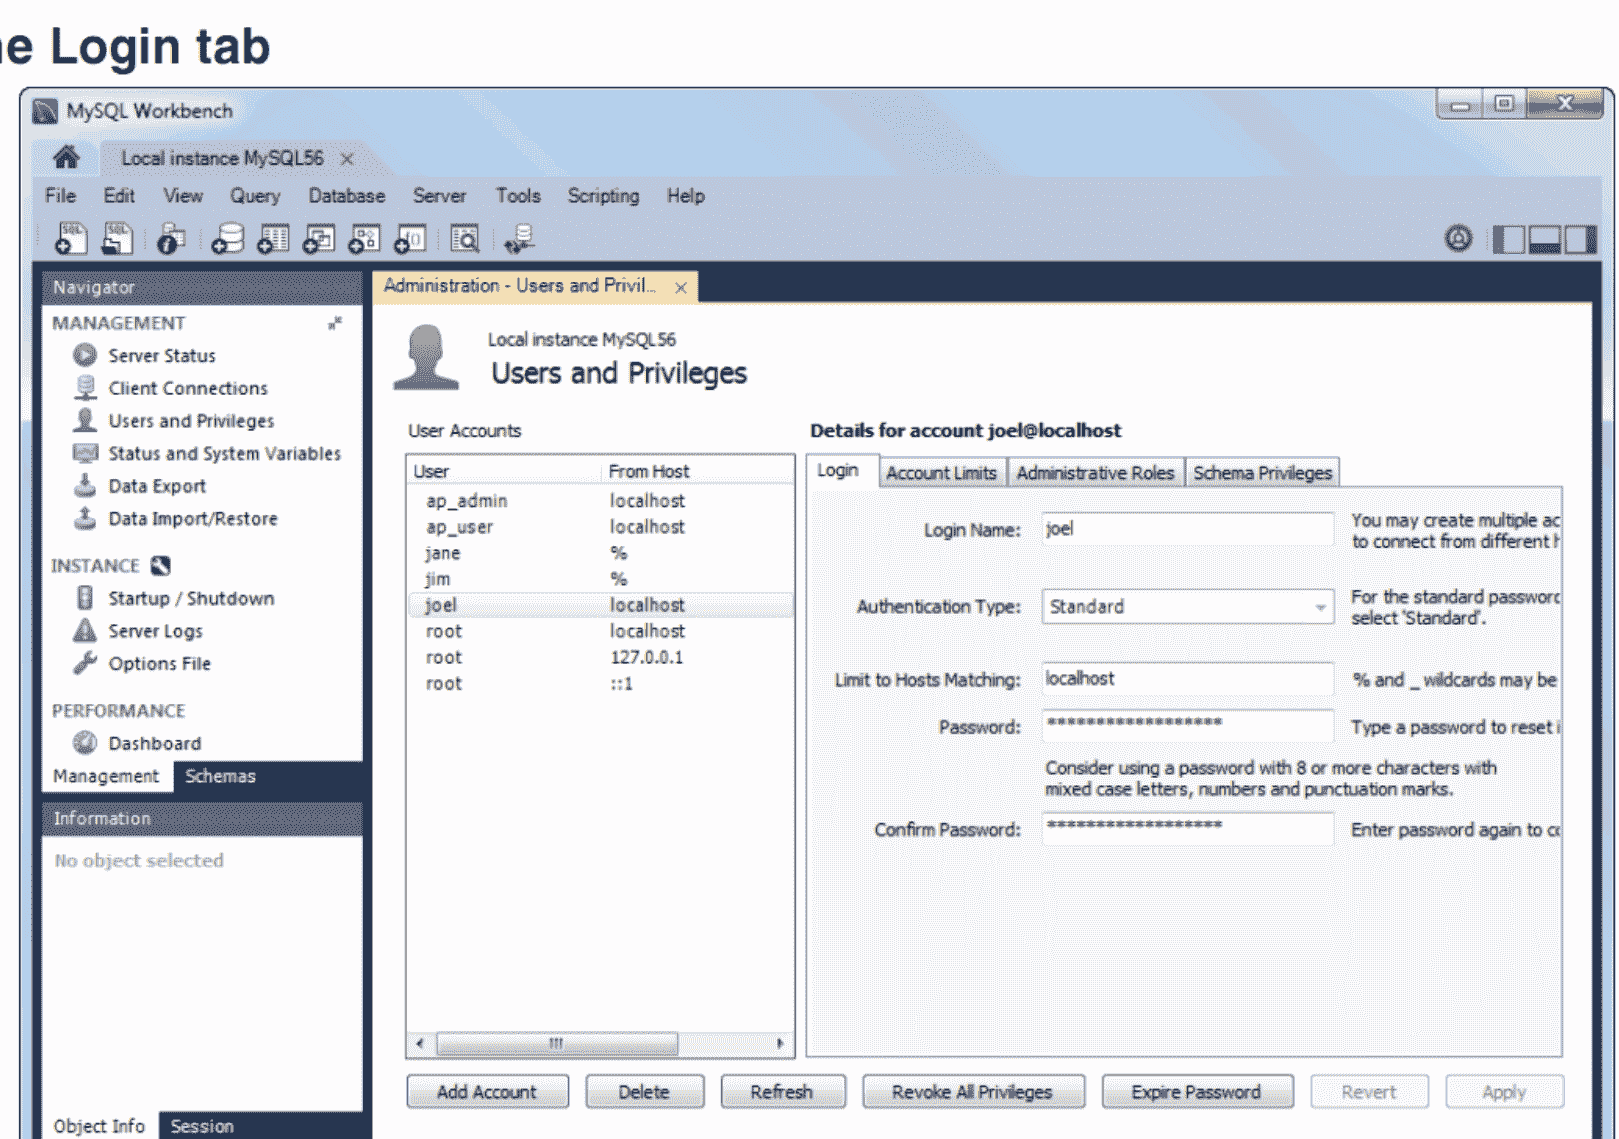 e Login tab
MySQL Workbench
Local instance MySQL56
File Edit View Query Database Server Tools Scripting Help
Navigator
MANAGEMENT
Server Status
Client Connections
Users and Privileges
Status and System Variables
Data Export
Data Import/Restore
INSTANCE
Startup / Shutdown
Server Logs
Options File
PERFORMANCE
Dashboard
Management Schemas
Information
No object selected
Object Info Session
Administration - Users and Privil...
Local instance MySQL56
Users and Privileges
User Accounts
User From Host
ap_admin localhost
ap_user localhost
jane %
jim %
joel localhost
root localhost
root 127.0.0.1
root ::1
Details for account joel@localhost
Login Account Limits Administrative Roles Schema Privileges
Login Name: joel
You may create multiple ac
to connect from different h
Authentication Type: Standard
For the standard password
select 'Standard'.
Limit to Hosts Matching: localhost
% and _ wildcards may be
Password: ******************
Type a password to reset i
Consider using a password with 8 or more characters with
mixed case letters, numbers and punctuation marks.
Confirm Password: ******************
Enter password again to co
Add Account Delete Refresh Revoke All Privileges Expire Password Revert Apply